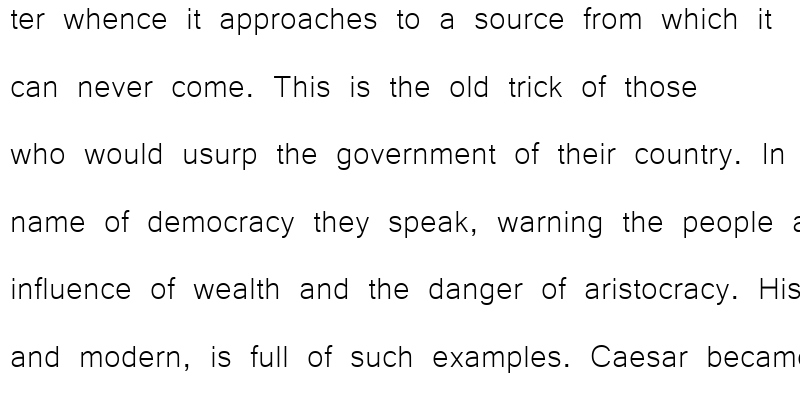 ter whence it approaches to a source from which it
can never come. This is the old trick of those
who would usurp the government of their country. In
name of democracy they speak, warning the people
influence of wealth and the danger of aristocracy. His
and modern, is full of such examples. Caesar became